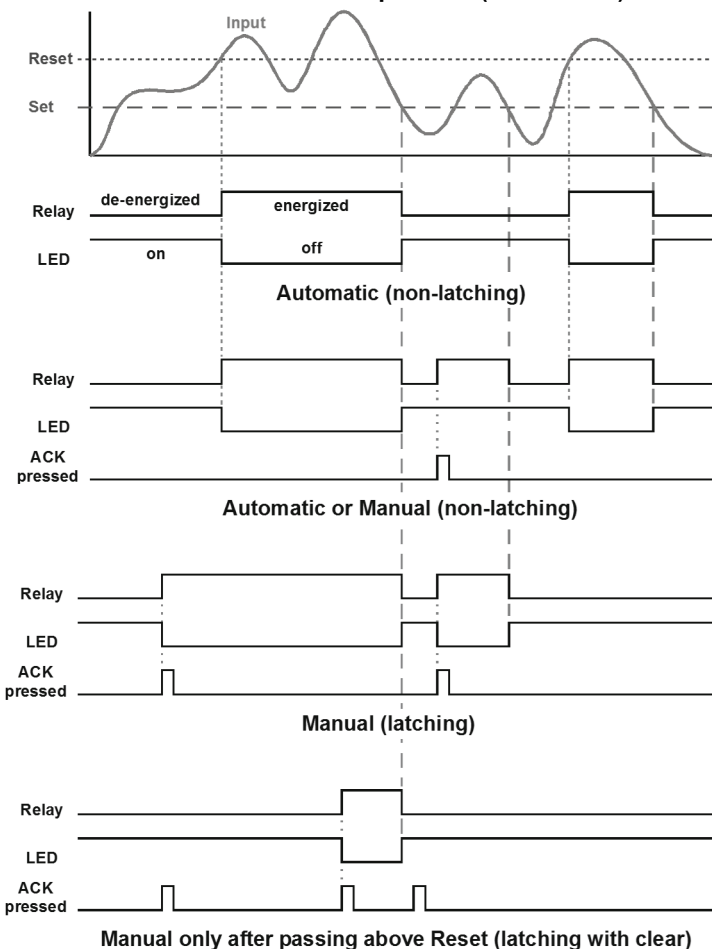 Input
Reset
Set
Relay de-energized energized
LED on off
Automatic (non-latching)
Relay
LED
ACK
pressed
Automatic or Manual (non-latching)
Relay
LED
ACK
pressed
Manual (latching)
Relay
LED
ACK
pressed
Manual only after passing above Reset (latching with clear)